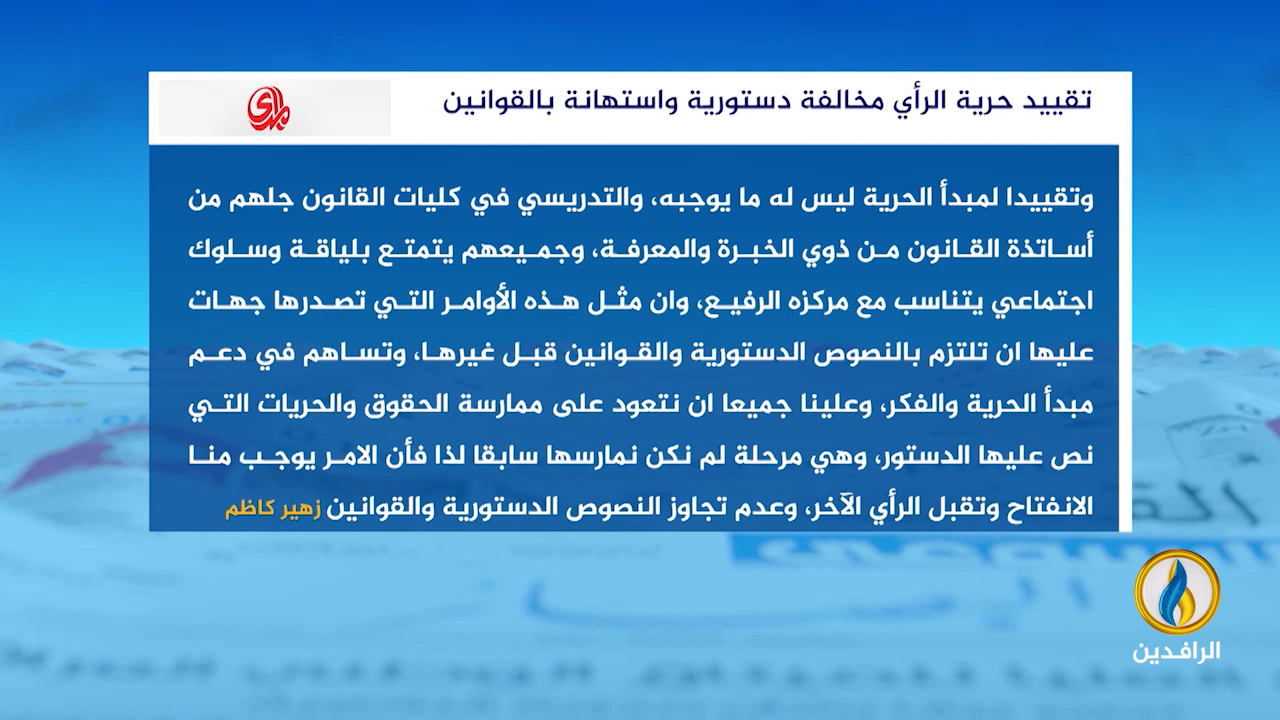 تقييد حرية الرأي مخالفة دستورية واستهانة بالقوانين
المدى
وتقييدا لمبدأ الحرية ليس له ما يوجبه، والتدريسي في كليات القانون جلهم من
أساتذة القانون من ذوي الخبرة والمعرفة، وجميعهم يتمتع بلياقة وسلوك
اجتماعي يتناسب مع مركزه الرفيع، وان مثل هذه الأوامر التي تصدرها جهات
عليها ان تلتزم بالنصوص الدستورية والقوانين قبل غيرها، وتساهم في دعم
مبدأ الحرية والفكر، وعلينا جميعا ان نتعود على ممارسة الحقوق والحريات التي
نص عليها الدستور، وهي مرحلة لم نكن نمارسها سابقا لذا فأن الامر يوجب منا
الانفتاح وتقبل الرأي الآخر، وعدم تجاوز النصوص الدستورية والقوانين زهير كاظم
الرافدين